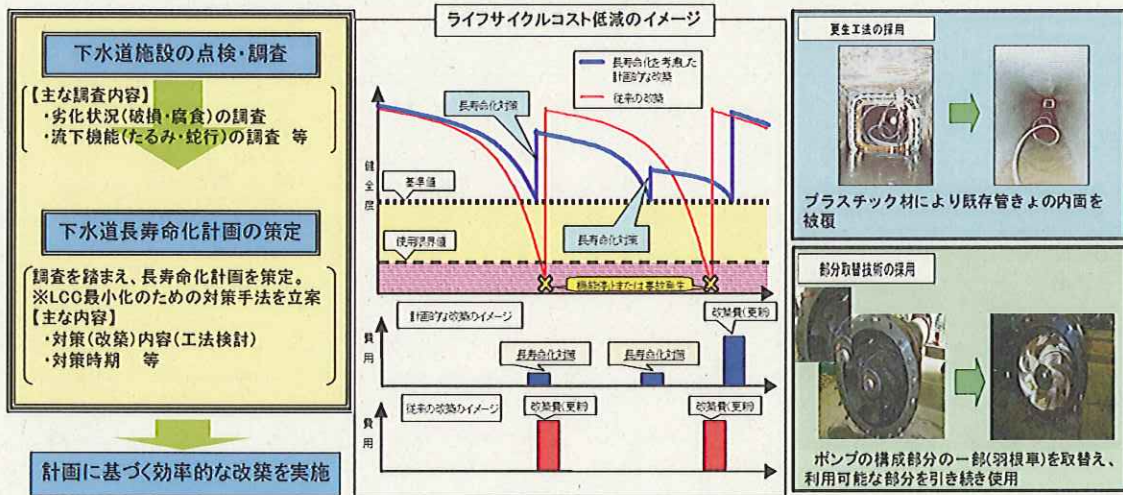 下水道施設の点検・調査
【主な調査内容】
・劣化状況(破損・腐食)の調査
・流下機能(たるみ・蛇行)の調査 等
下水道長寿命化計画の策定
調査を踏まえ、長寿命化計画を策定。
※LCC最小化のための対策手法を立案
【主な内容】
・対策(改築)内容(工法検討)
・対策時期 等
計画に基づく効率的な改築を実施
ライフサイクルコスト低減のイメージ
長寿命化を考慮した
計画的な改築
従来の改築
長寿命化対策
健全度
基準値
長寿命化対策
使用限界値
機能停止または事故発生
計画的な改築のイメージ
改築費(更新)
費用
長寿命化対策
長寿命化対策
従来の改築のイメージ
改築費(更新)
改築費(更新)
費用
更生工法の採用
プラスチック材により既存管きょの内面を
被覆
部分取替技術の採用
ポンプの構成部分の一部(羽根車)を取替え、
利用可能な部分を引き続き使用